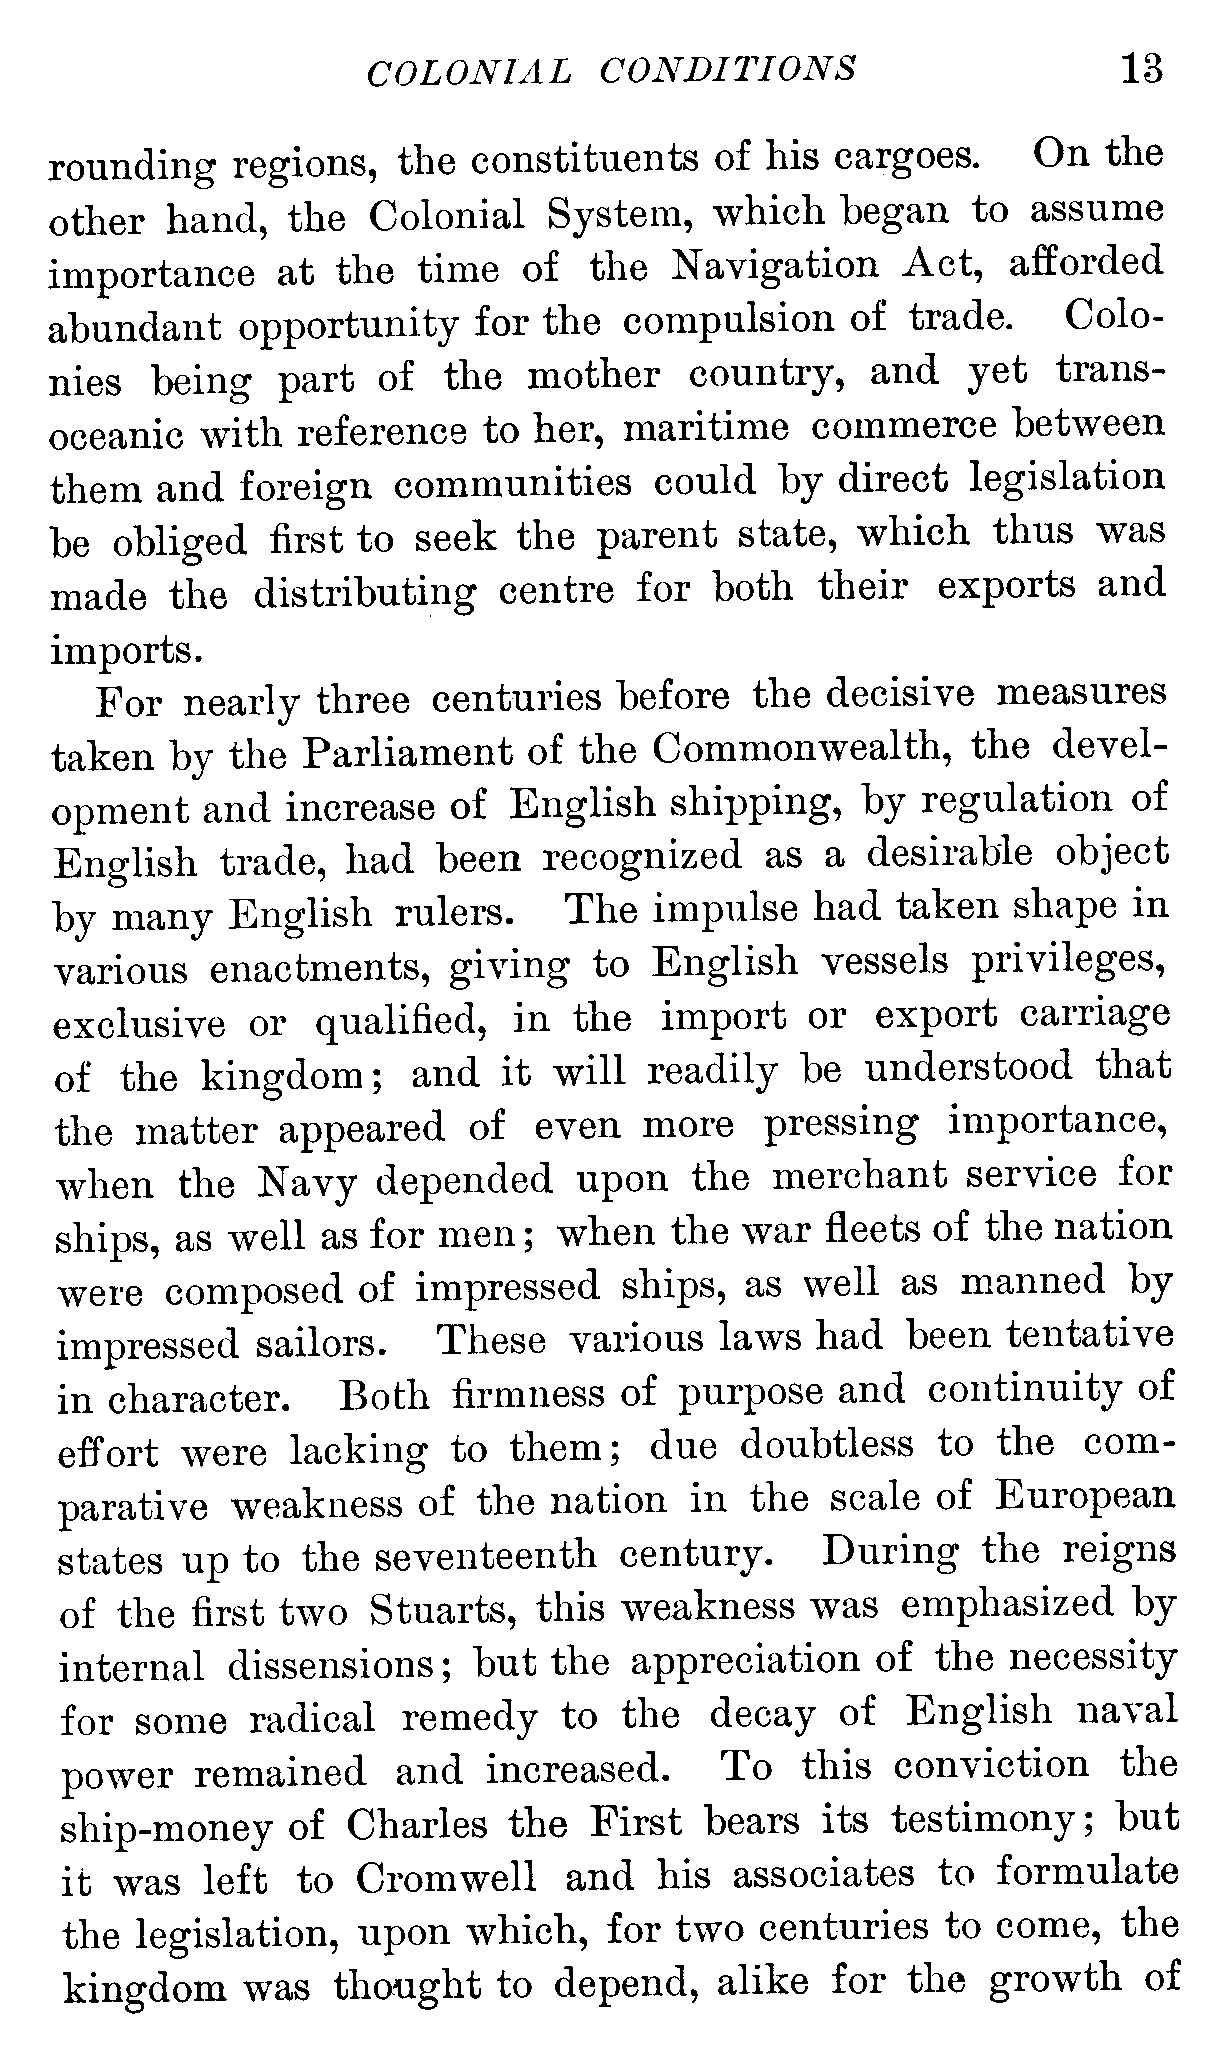 COLONIAL CONDITIONS 13
rounding regions, the constituents of his cargoes. On the
other hand, the Colonial System, which began to assume
importance at the time of the Navigation Act, afforded
abundant opportunity for the compulsion of trade. Colo-
nies being part of the mother country, and yet trans-
oceanic with reference to her, maritime commerce between
them and foreign communities could by direct legislation
be obliged first to seek the parent state, which thus was
made the distributing centre for both their exports and
imports.
For nearly three centuries before the decisive measures
taken by the Parliament of the Commonwealth, the devel-
opment and increase of English shipping, by regulation of
English trade, had been recognized as a desirable object
by many English rulers. The impulse had taken shape in
various enactments, giving to English vessels privileges,
exclusive or qualified, in the import or export carriage
of the kingdom; and it will readily be understood that
the matter appeared of even more pressing importance,
when the Navy depended upon the merchant service for
ships, as well as for men; when the war fleets of the nation
were composed of impressed ships, as well as manned by
impressed sailors. These various laws had been tentative
in character. Both firmness of purpose and continuity of
effort were lacking to them; due doubtless to the com-
parative weakness of the nation in the scale of European
states up to the seventeenth century. During the reigns
of the first two Stuarts, this weakness was emphasized by
internal dissensions; but the appreciation of the necessity
for some radical remedy to the decay of English naval
power remained and increased. To this conviction the
ship-money of Charles the First bears its testimony; but
it was left to Cromwell and his associates to formulate
the legislation, upon which, for two centuries to come, the
kingdom was thought to depend, alike for the growth of